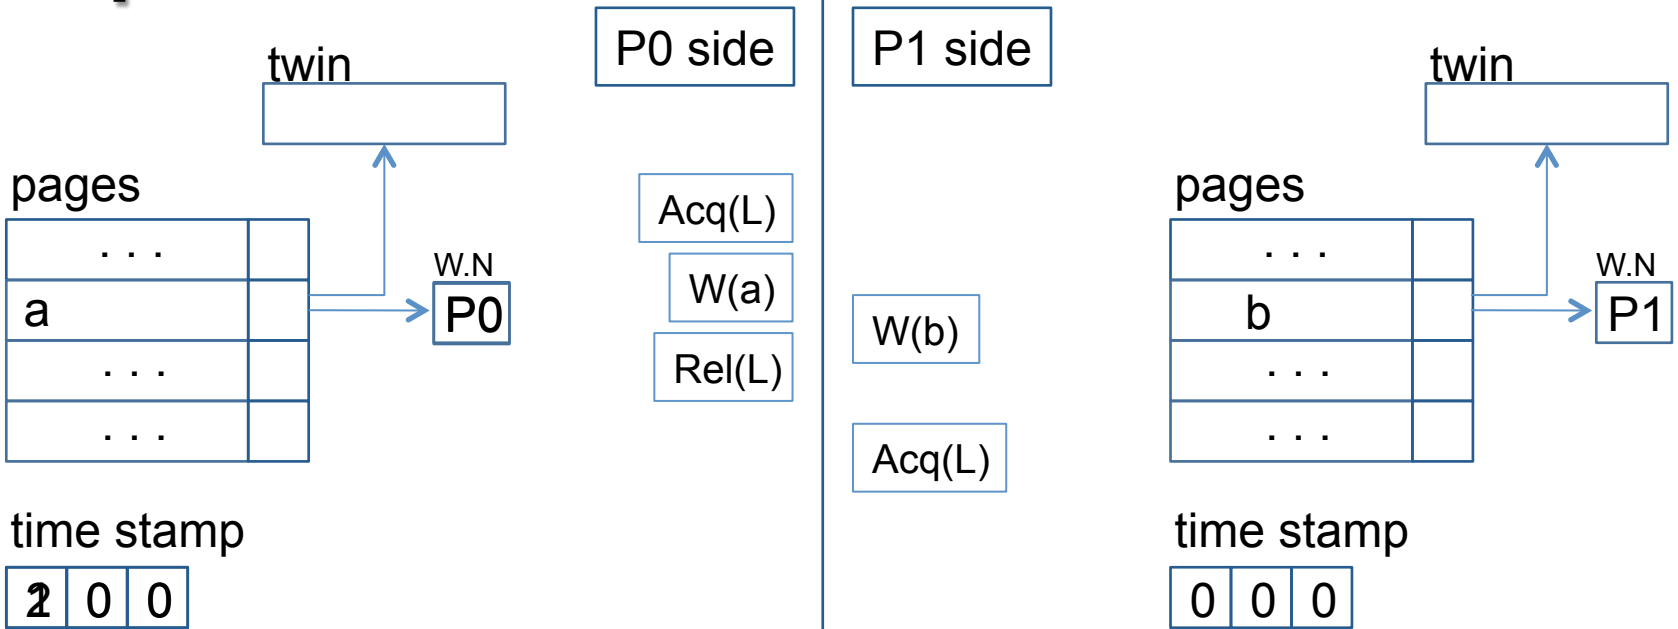 P0 side
P1 side
twin
twin
pages
pages
Acq(L)
. . .
. . .
W.N
W.N
W(a)
a
P0
b
P1
W(b)
Rel(L)
. . .
. . .
. . .
. . .
Acq(L)
time stamp
time stamp
0 0
0 0 0